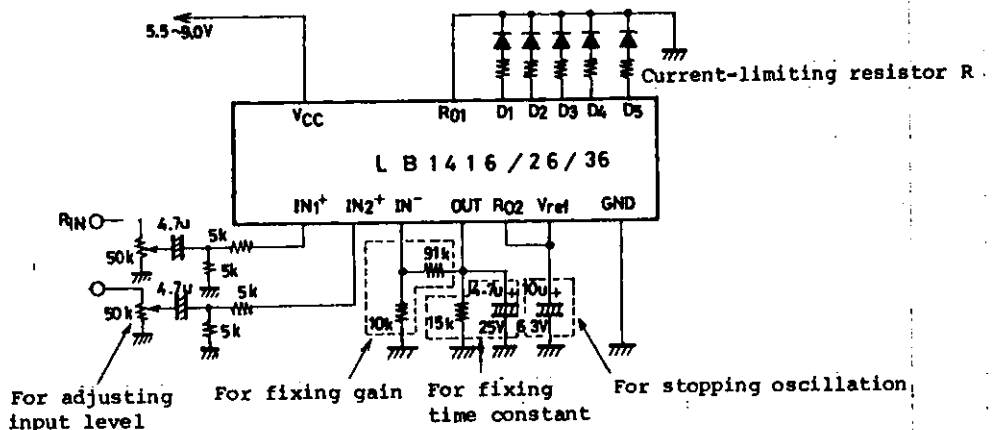 5.5~9.0V
Current-limiting resistor R
VCC R01 D1 D2 D3 D4 D5
LB1416/26/36
IN1+ IN2+ IN- OUT R02 Vref GND
RIN
4.7u
5k
50k
5k
4.7u
5k
50k
5k
91k
10k
15k
4.7u +
25V
10u +
6.3V
For adjusting
input level
For fixing gain
For fixing
time constant
For stopping oscillation